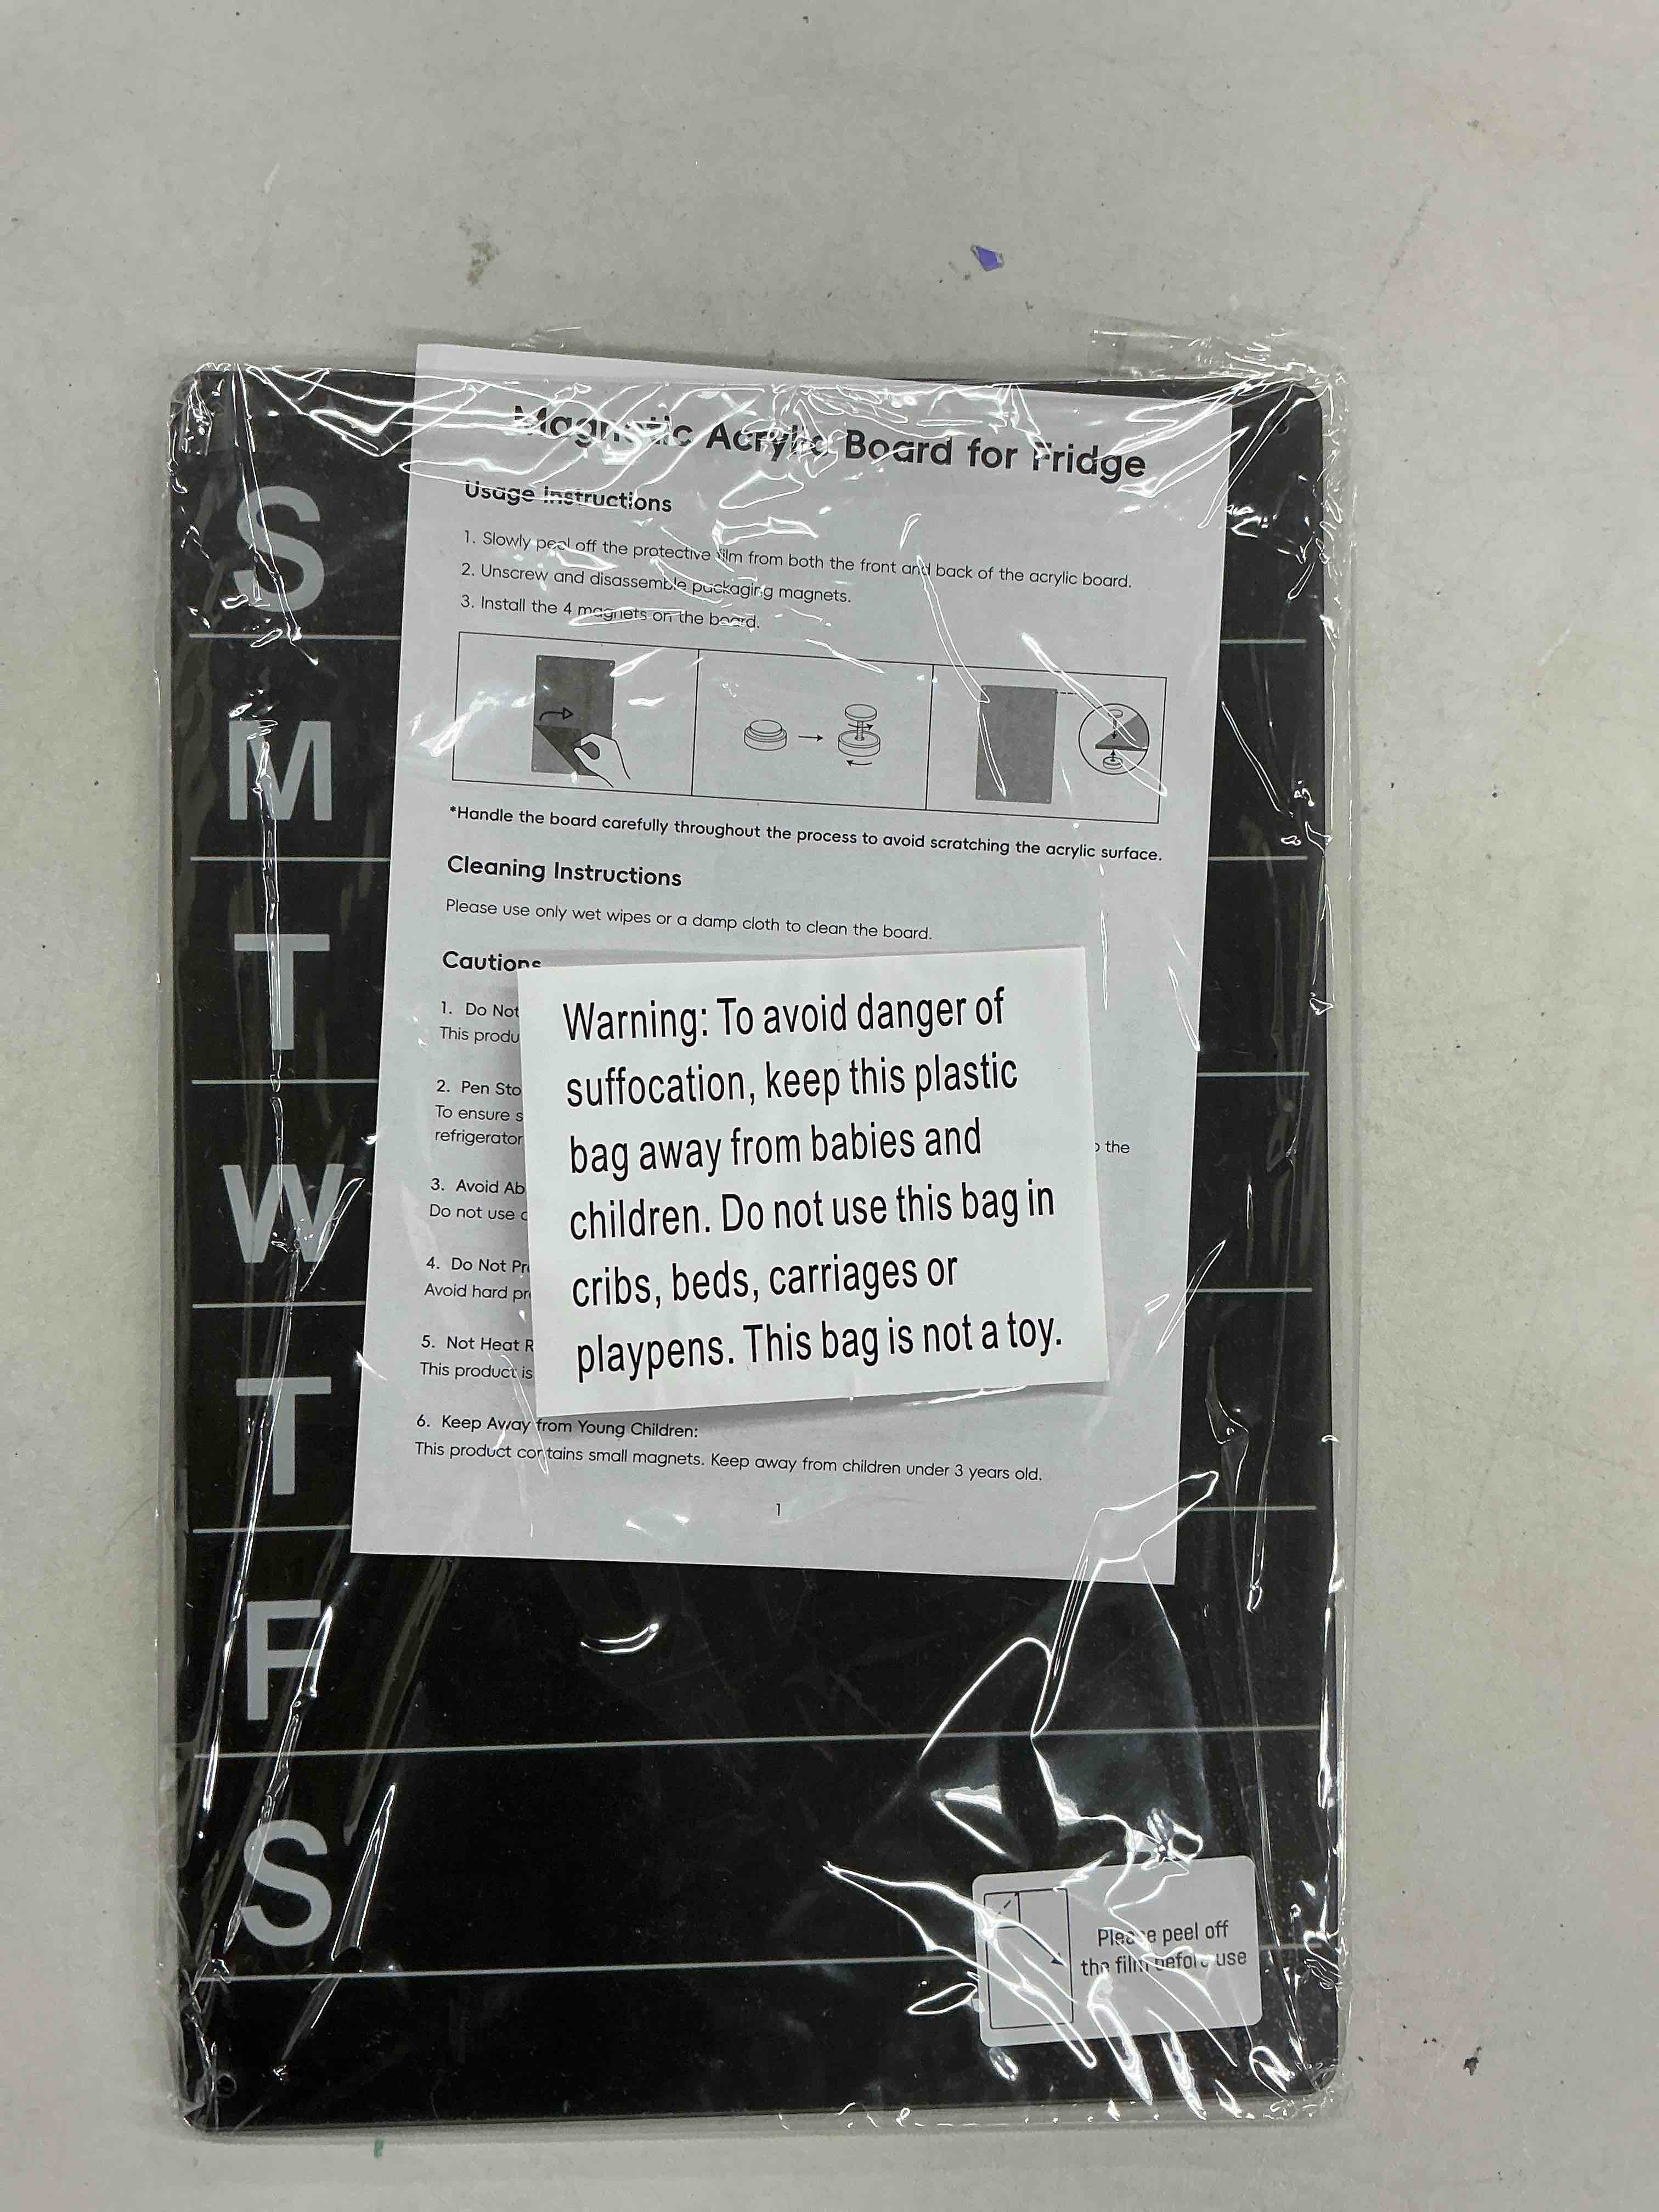 Magnetic Acrylic Board for Fridge
Usage Instructions
1. Slowly peel off the protective film from both the front and back of the acrylic board.
2. Unscrew and disassemble packaging magnets.
3. Install the 4 magnets on the board.
*Handle the board carefully throughout the process to avoid scratching the acrylic surface.
Cleaning Instructions
Please use only wet wipes or a damp cloth to clean the board.
Cautions
1. Do Not
This produ
2. Pen Sto
To ensure s
refrigerator
the
3. Avoid Ab
Do not use
4. Do Not Pr
Avoid hard pr
5. Not Heat R
This product is
6. Keep Away from Young Children:
This product contains small magnets. Keep away from children under 3 years old.
1
Warning: To avoid danger of
suffocation, keep this plastic
bag away from babies and
children. Do not use this bag in
cribs, beds, carriages or
playpens. This bag is not a toy.
S
M
T
W
T
F
S
Please peel off
the film before use